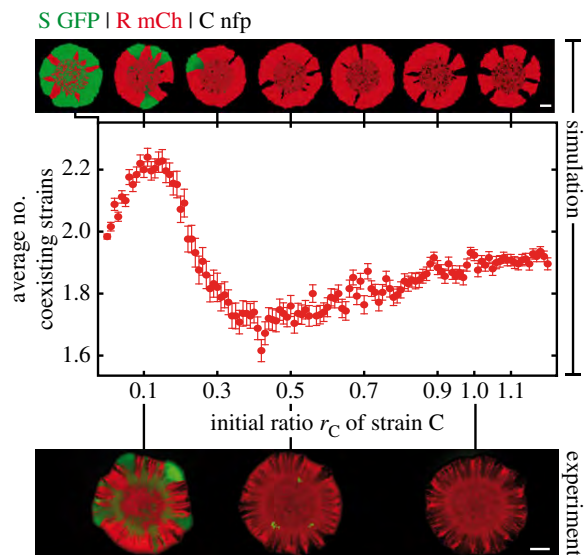 S GFP | R mCh | C nfp
simulation
2.2
2.0
1.8
1.6
average no.
coexisting strains
0.1 0.3 0.5 0.7 0.9 1.0 1.1
initial ratio rC of strain C
experiment